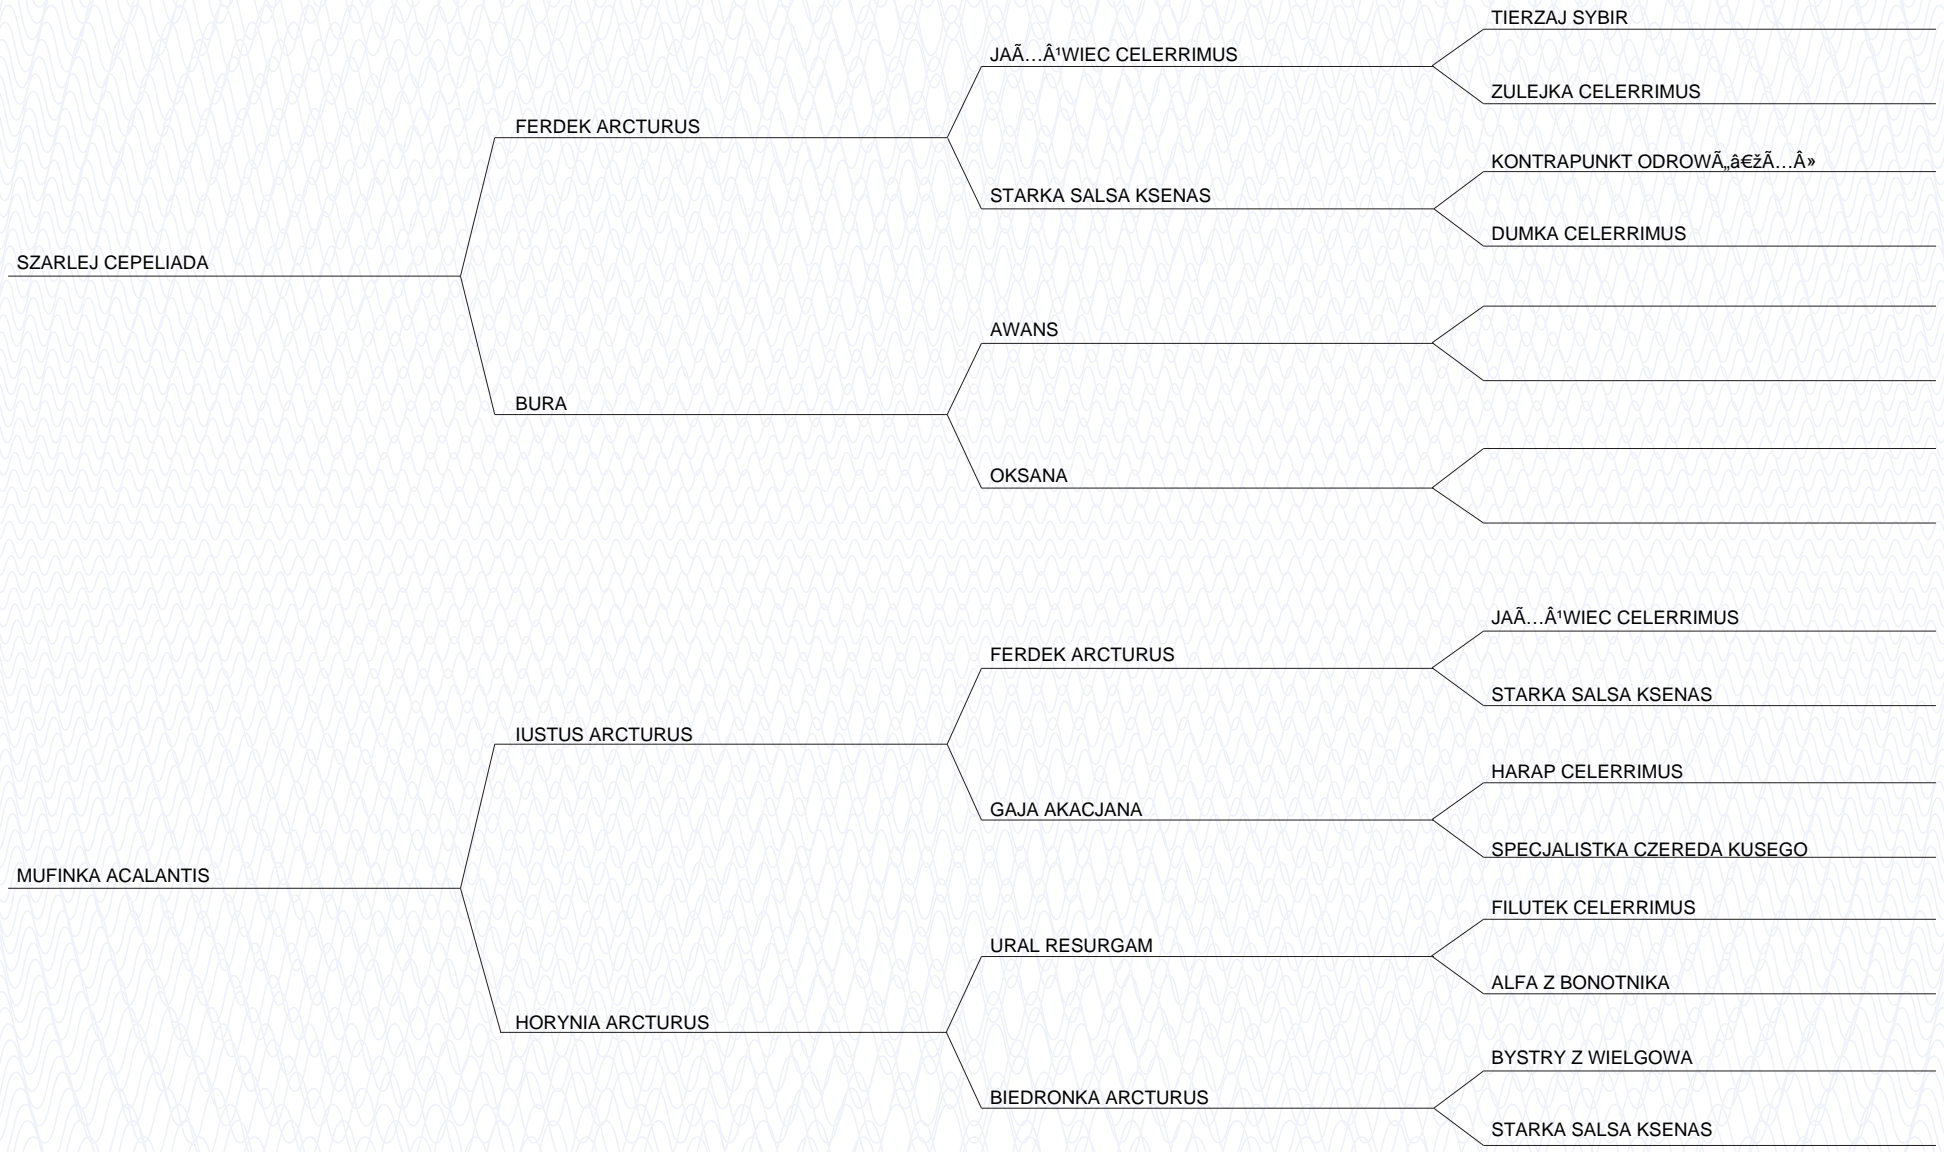 TIERZAJ SYBIR
JAÃ…Â¹WIEC CELERRIMUS
ZULEJKA CELERRIMUS
FERDEK ARCTURUS
KONTRAPUNKT ODROWÃ„â€žÃ…Â»
STARKA SALSA KSENAS
DUMKA CELERRIMUS
SZARLEJ CEPELIADA
AWANS
BURA
OKSANA
JAÃ…Â¹WIEC CELERRIMUS
FERDEK ARCTURUS
STARKA SALSA KSENAS
IUSTUS ARCTURUS
HARAP CELERRIMUS
GAJA AKACJANA
SPECJALISTKA CZEREDA KUSEGO
MUFINKA ACALANTIS
FILUTEK CELERRIMUS
URAL RESURGAM
ALFA Z BONOTNIKA
HORYNIA ARCTURUS
BYSTRY Z WIELGOWA
BIEDRONKA ARCTURUS
STARKA SALSA KSENAS